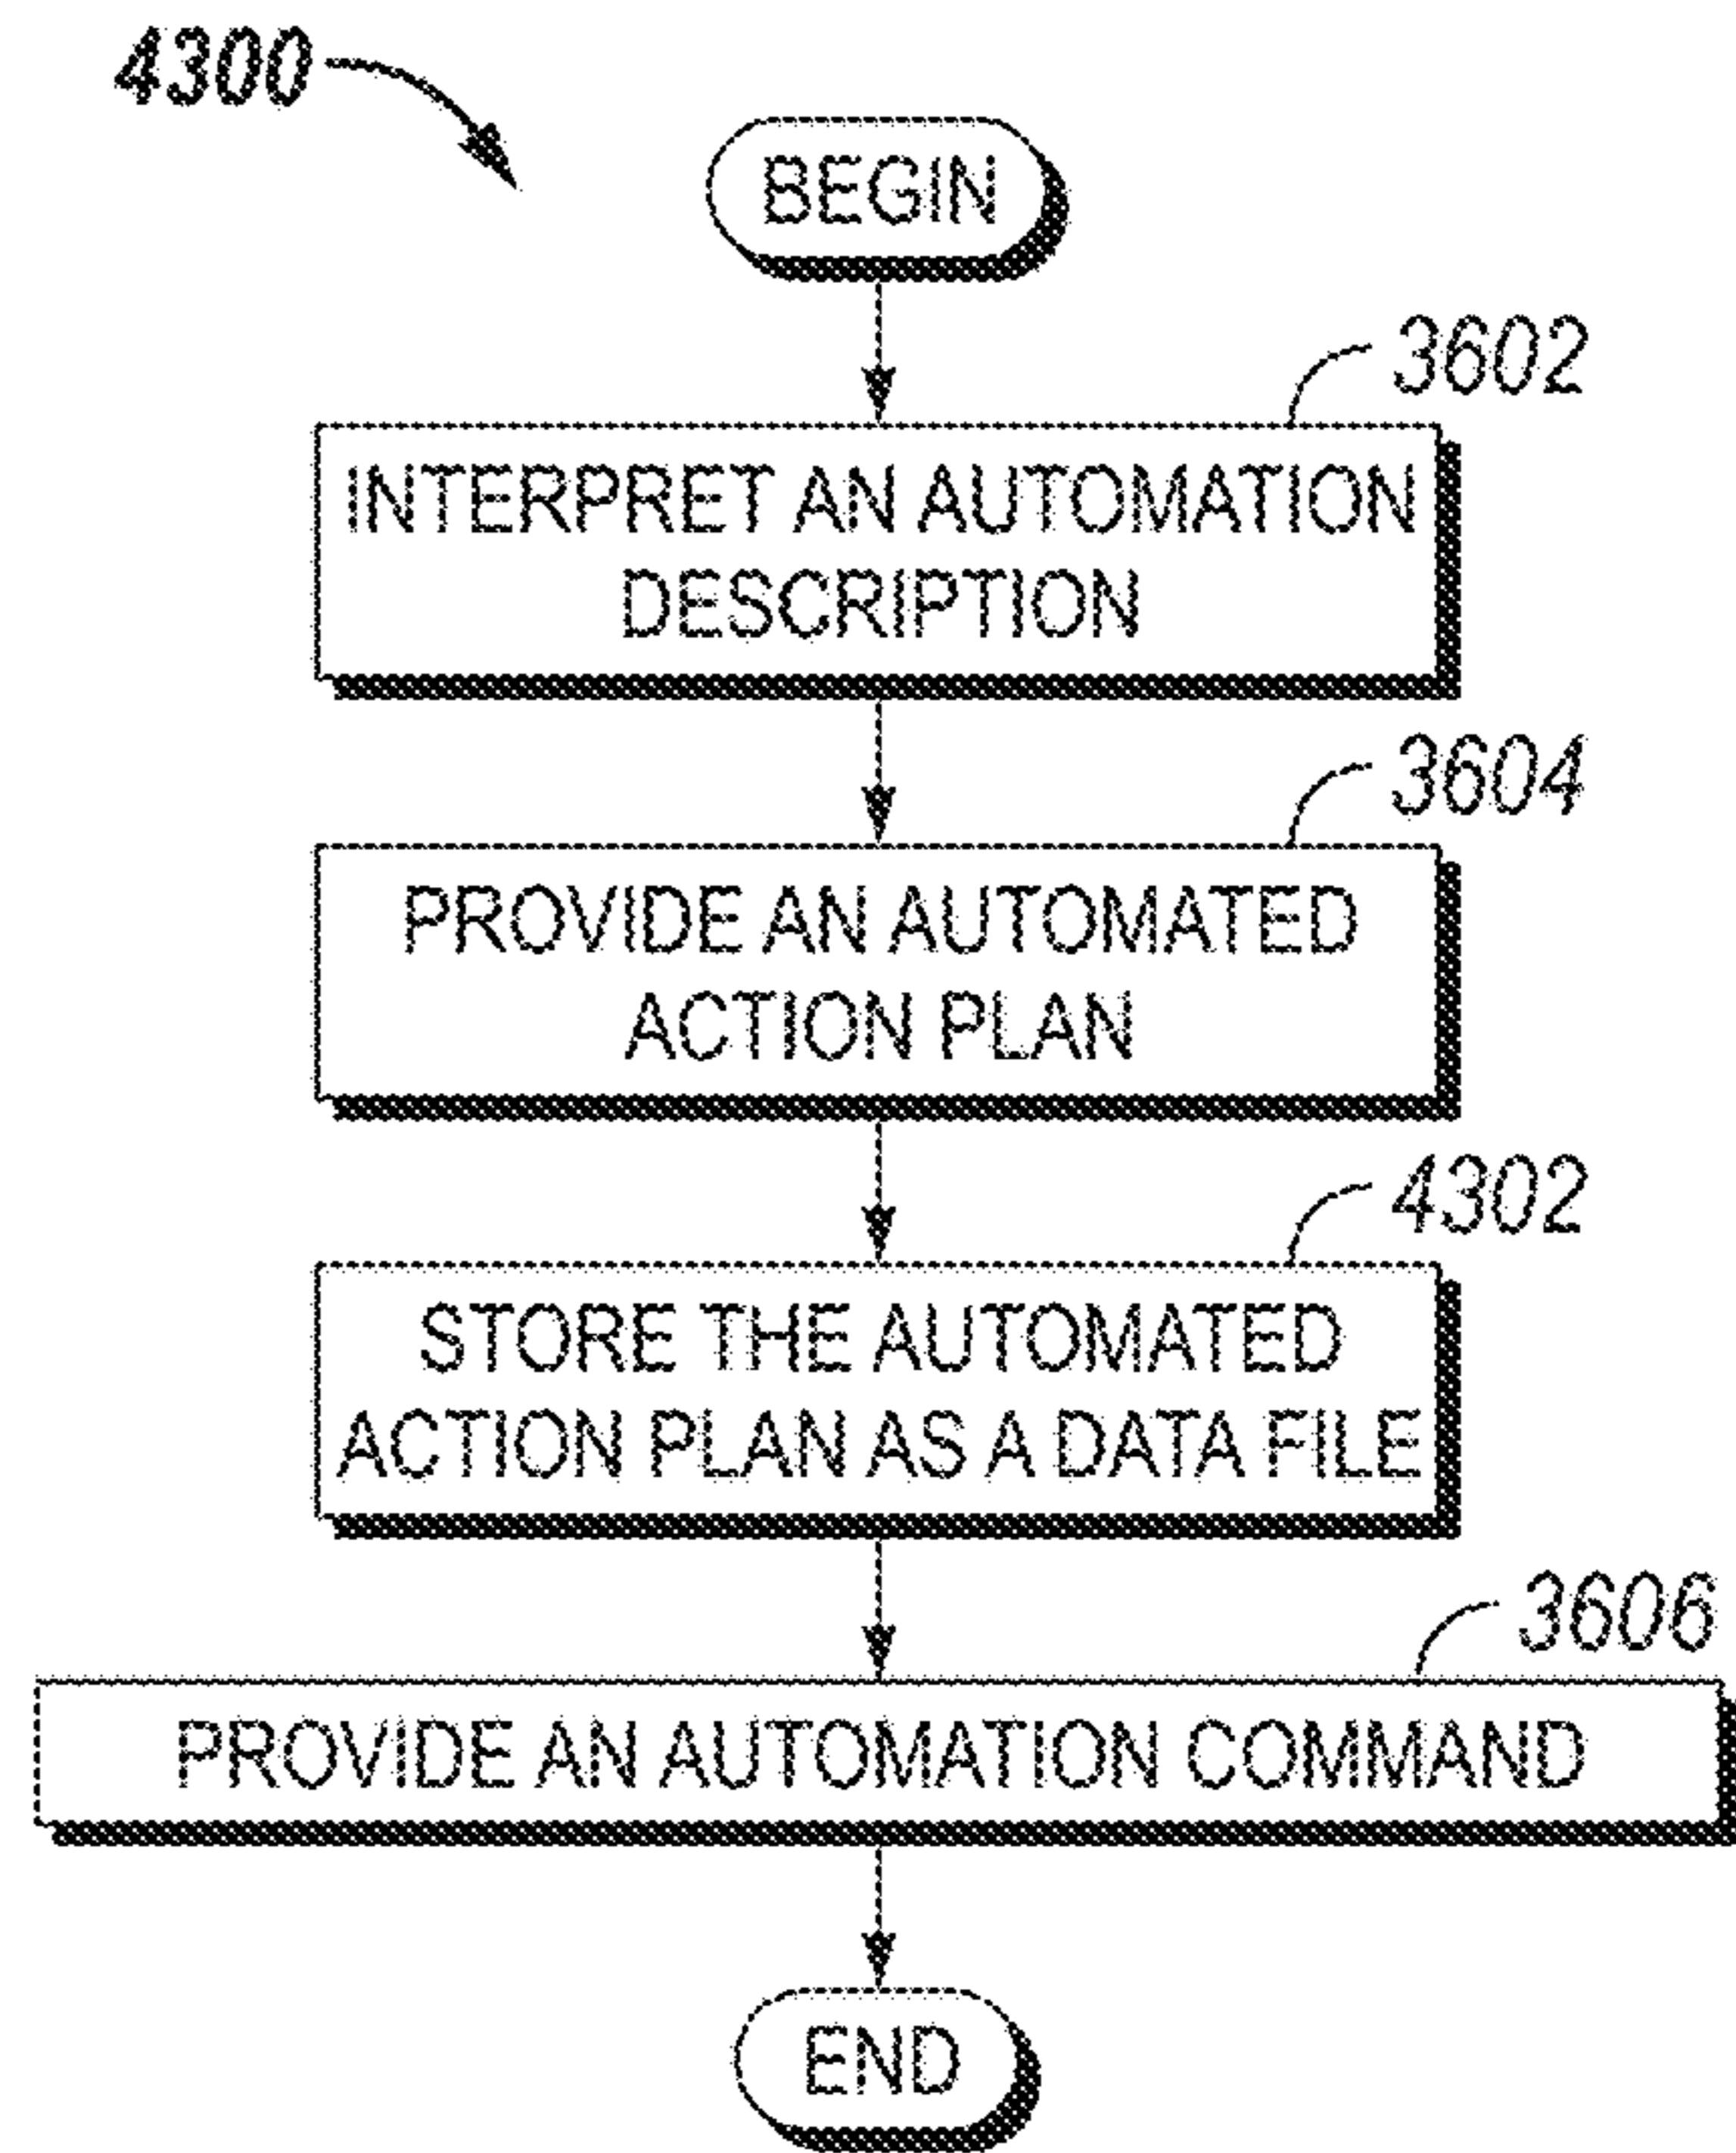 4300
BEGIN
3602
INTERPRET AN AUTOMATION
DESCRIPTION
3604
PROVIDE AN AUTOMATED
ACTION PLAN
4302
STORE THE AUTOMATED
ACTION PLAN AS A DATA FILE
3606
PROVIDE AN AUTOMATION COMMAND
END